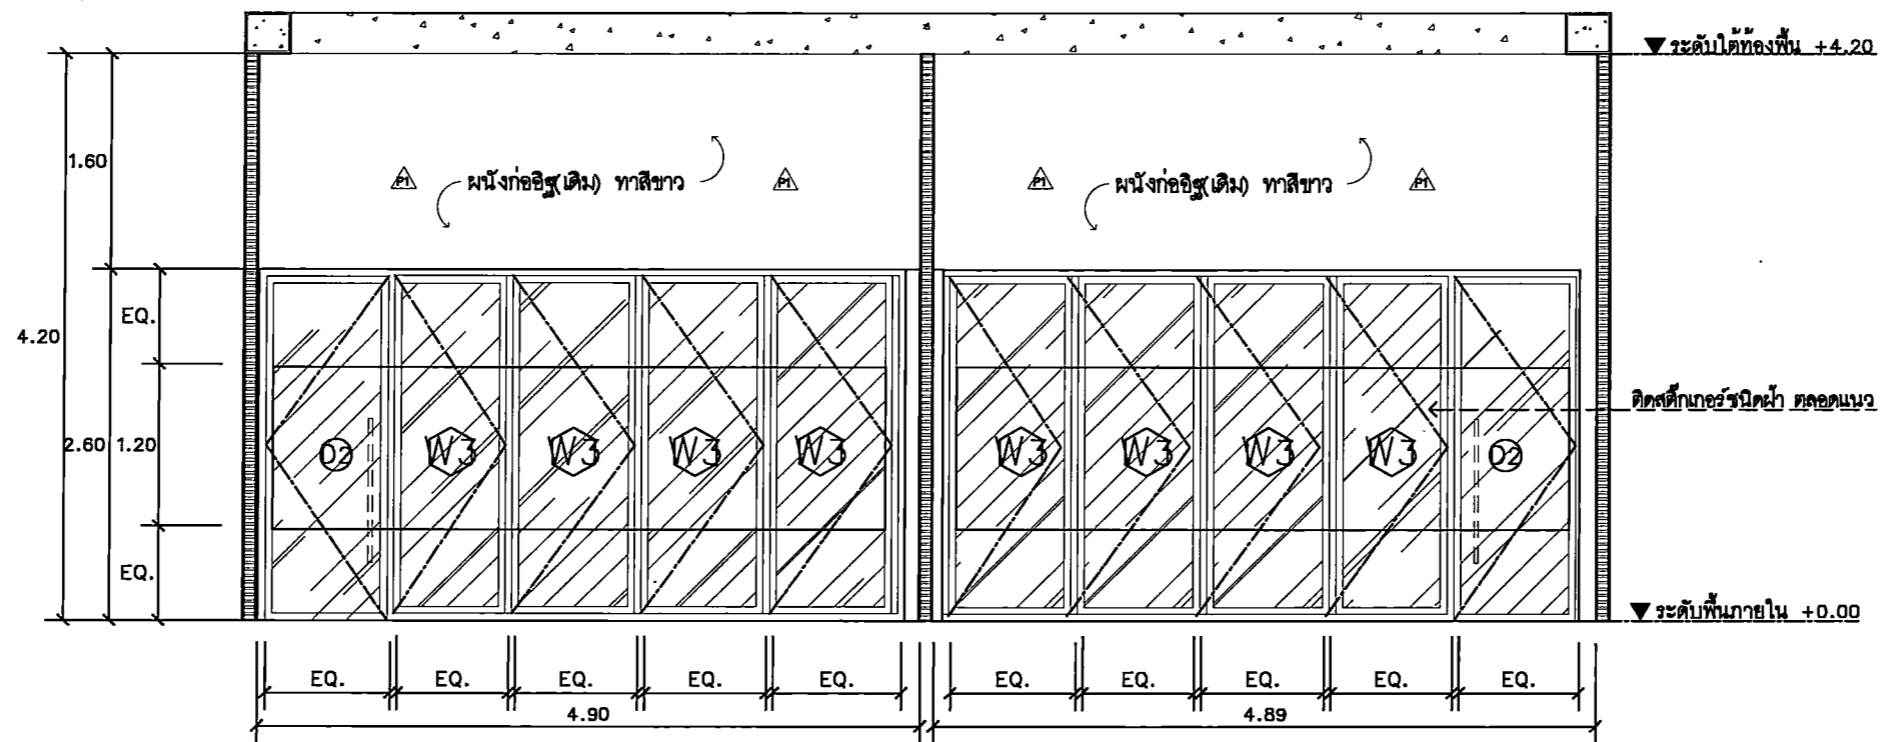 ระดับใต้ท้องพื้น +4.20
1.60
P1 ผนังก่ออิฐ(เดิม) ทาสีขาว P1 P1 ผนังก่ออิฐ(เดิม) ทาสีขาว P1
EQ.
4.20
ติดสติ๊กเกอร์ชนิดฝ้า ตลอดแนว
2.60 1.20 D2 W3 W3 W3 W3 W3 W3 W3 W3 D2
EQ.
ระดับพื้นภายใน +0.00
EQ. EQ. EQ. EQ. EQ. EQ. EQ. EQ. EQ. EQ.
4.90 4.89